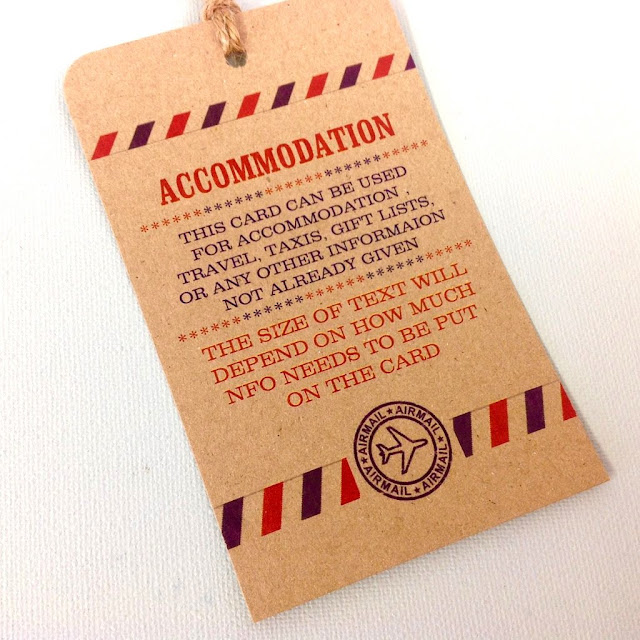 ACCOMMODATION
THIS CARD CAN BE USED
FOR ACCOMMODATION ,
TRAVEL, TAXIS, GIFT LISTS,
OR ANY OTHER INFORMAION
NOT ALREADY GIVEN
THE SIZE OF TEXT WILL
DEPEND ON HOW MUCH
NFO NEEDS TO BE PUT
ON THE CARD
AIRMAIL ★ AIRMAIL ★ AIRMAIL ★ AIRMAIL ★